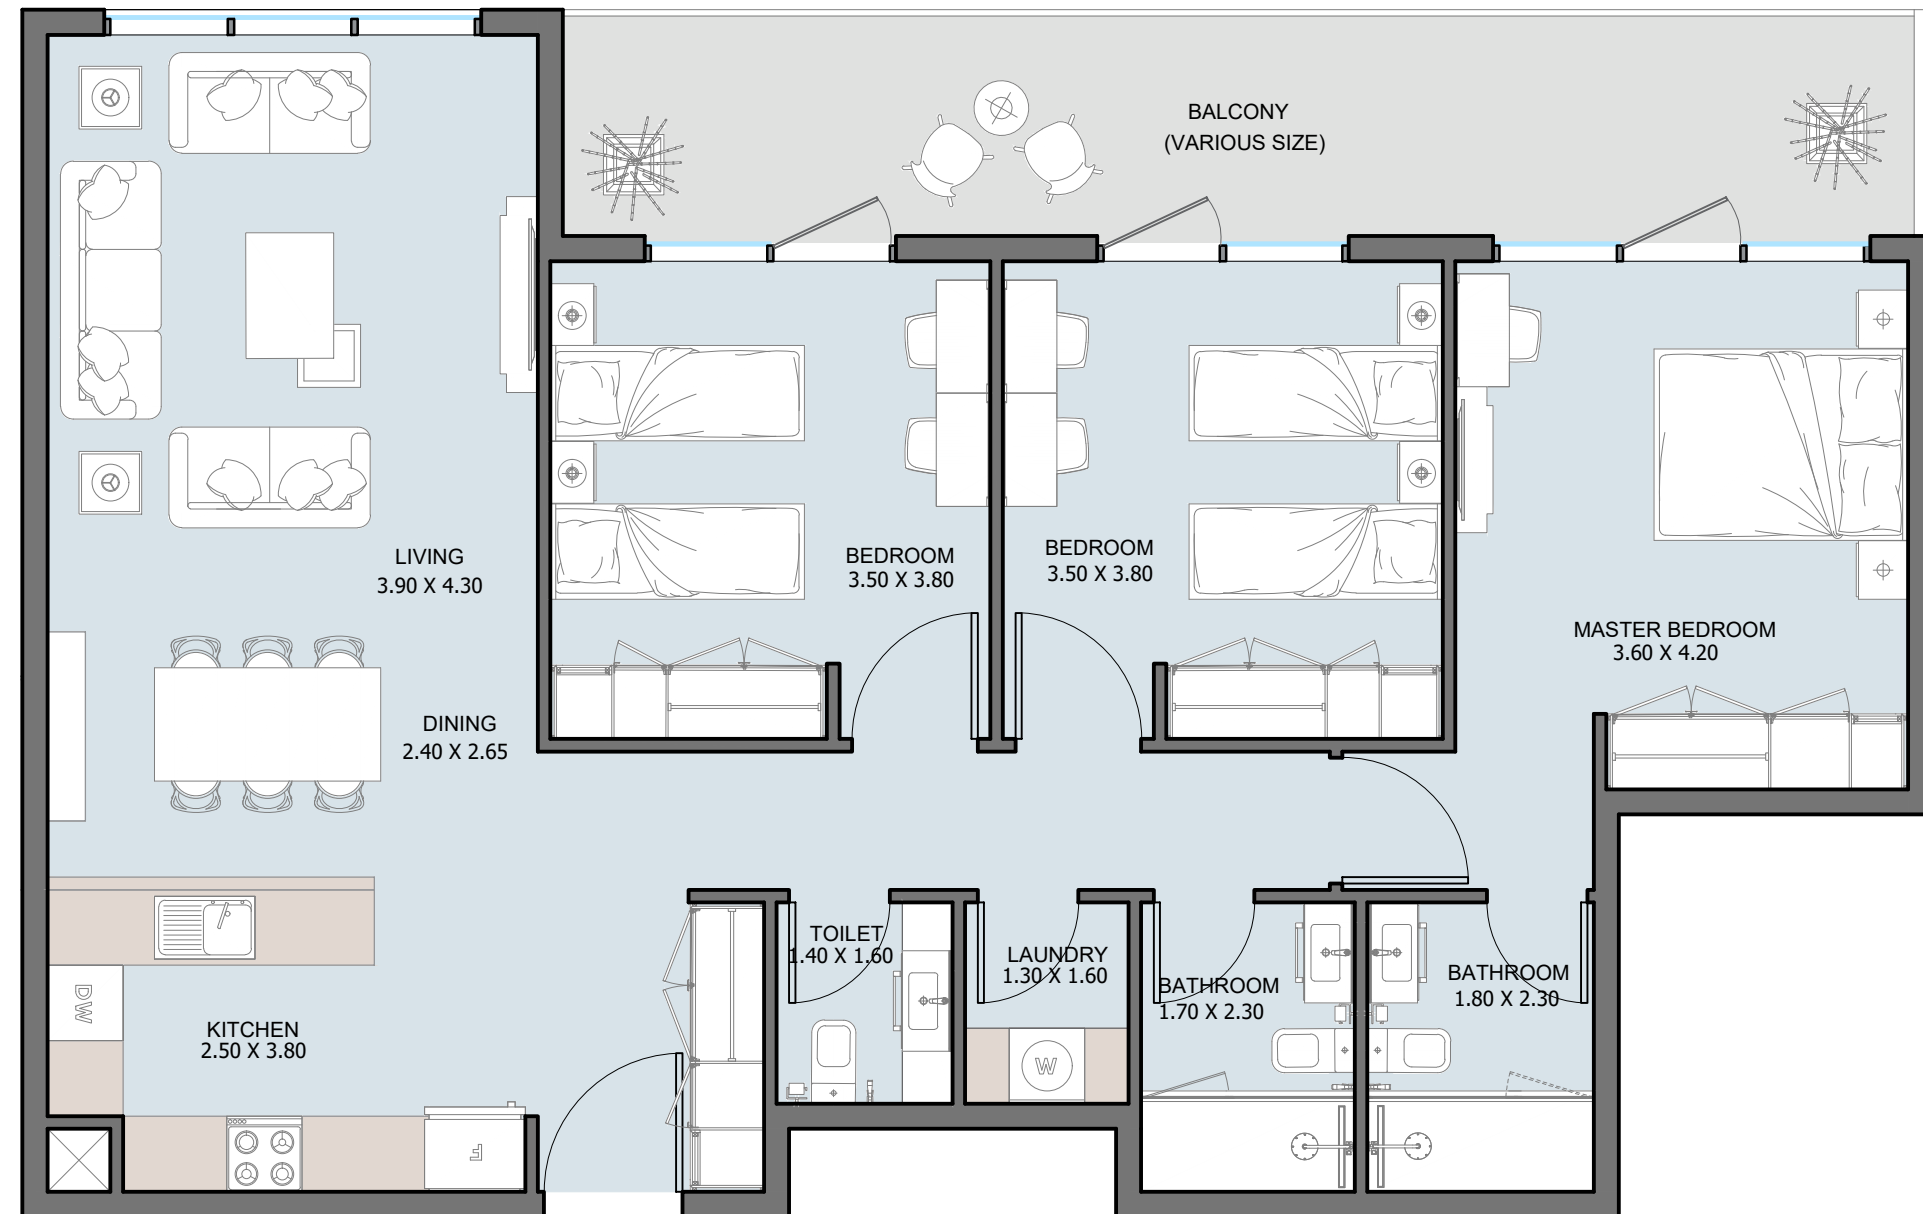 BALCONY
(VARIOUS SIZE)
LIVING
3.90 X 4.30
BEDROOM
3.50 X 3.80
BEDROOM
3.50 X 3.80
MASTER BEDROOM
3.60 X 4.20
DINING
2.40 X 2.65
TOILET
1.40 X 1.60
LAUNDRY
1.30 X 1.60
BATHROOM
1.70 X 2.30
BATHROOM
1.80 X 2.30
DW
KITCHEN
2.50 X 3.80
W
F